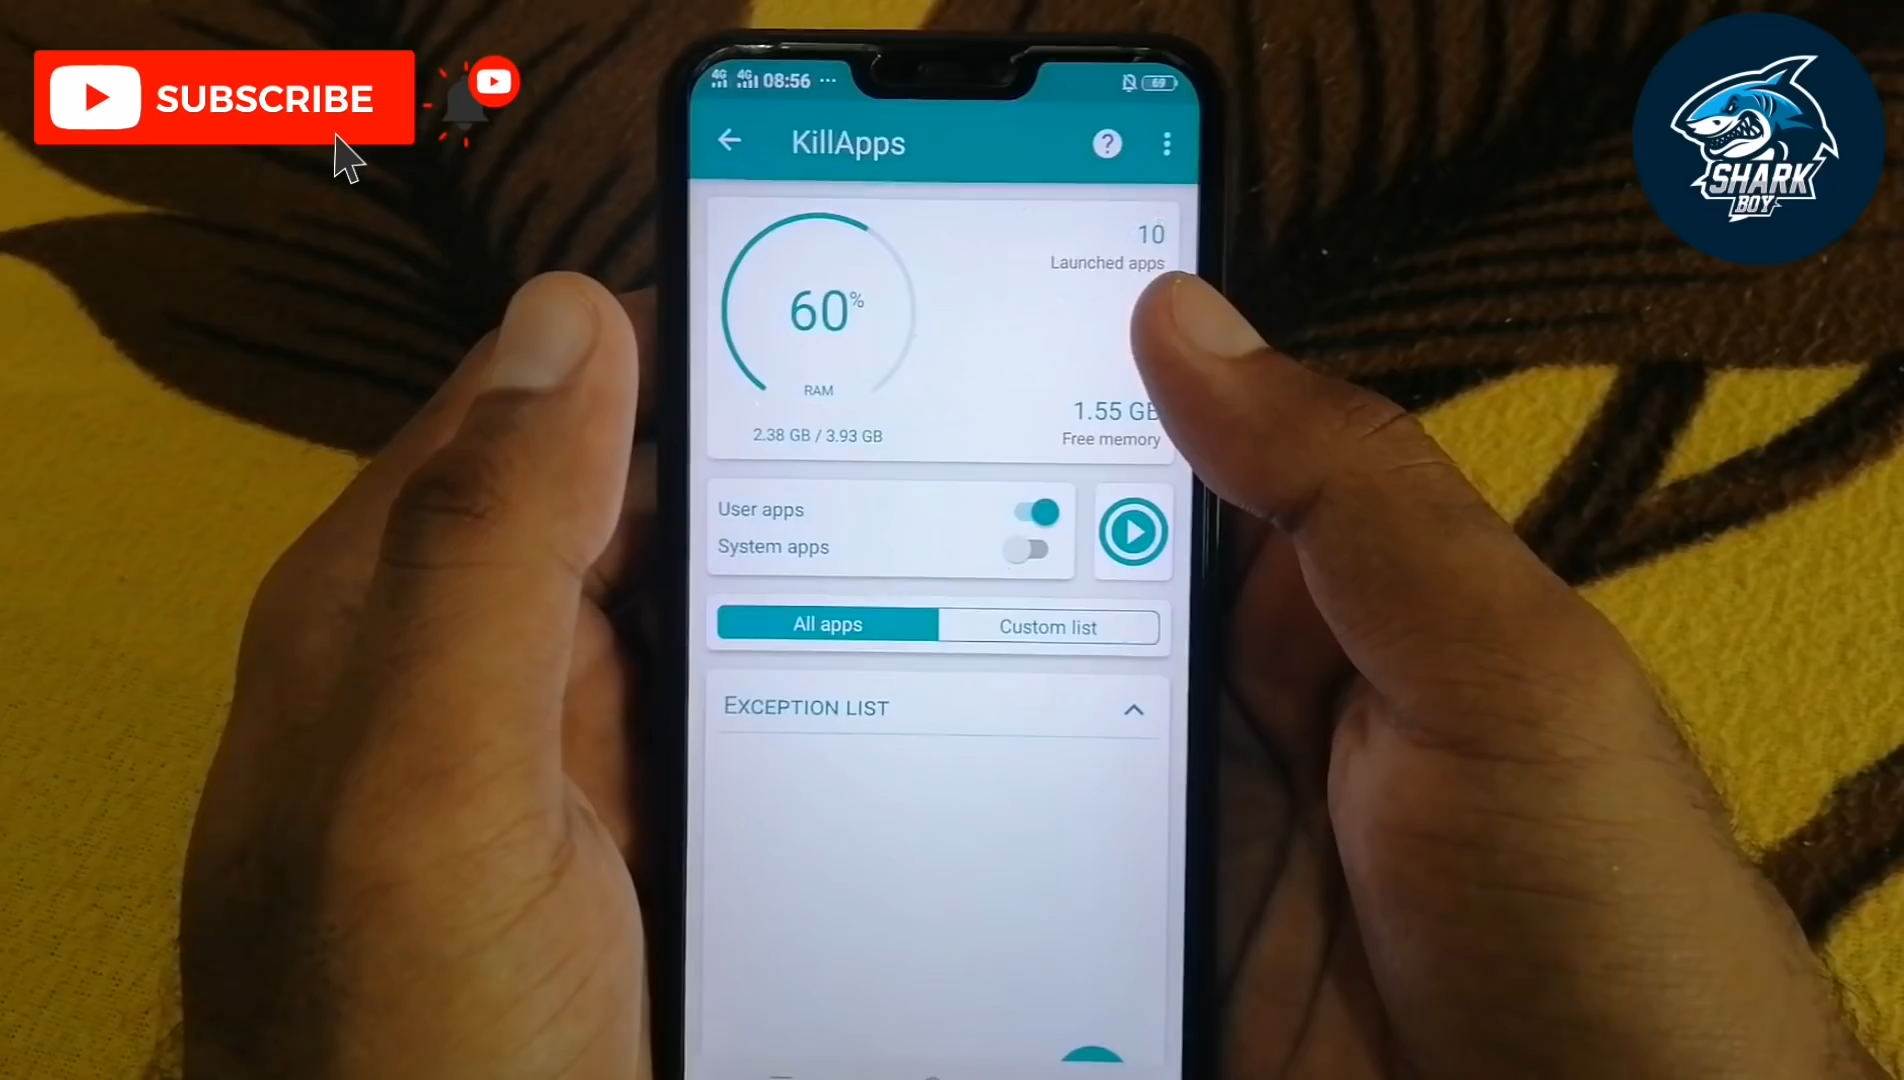 SUBSCRIBE
SHARK
BOY
4G 4G 08:56 ...
69
KillApps
?
10
Launched apps
60%
RAM
2.38 GB / 3.93 GB
1.55 GB
Free memory
User apps
System apps
All apps
Custom list
EXCEPTION LIST